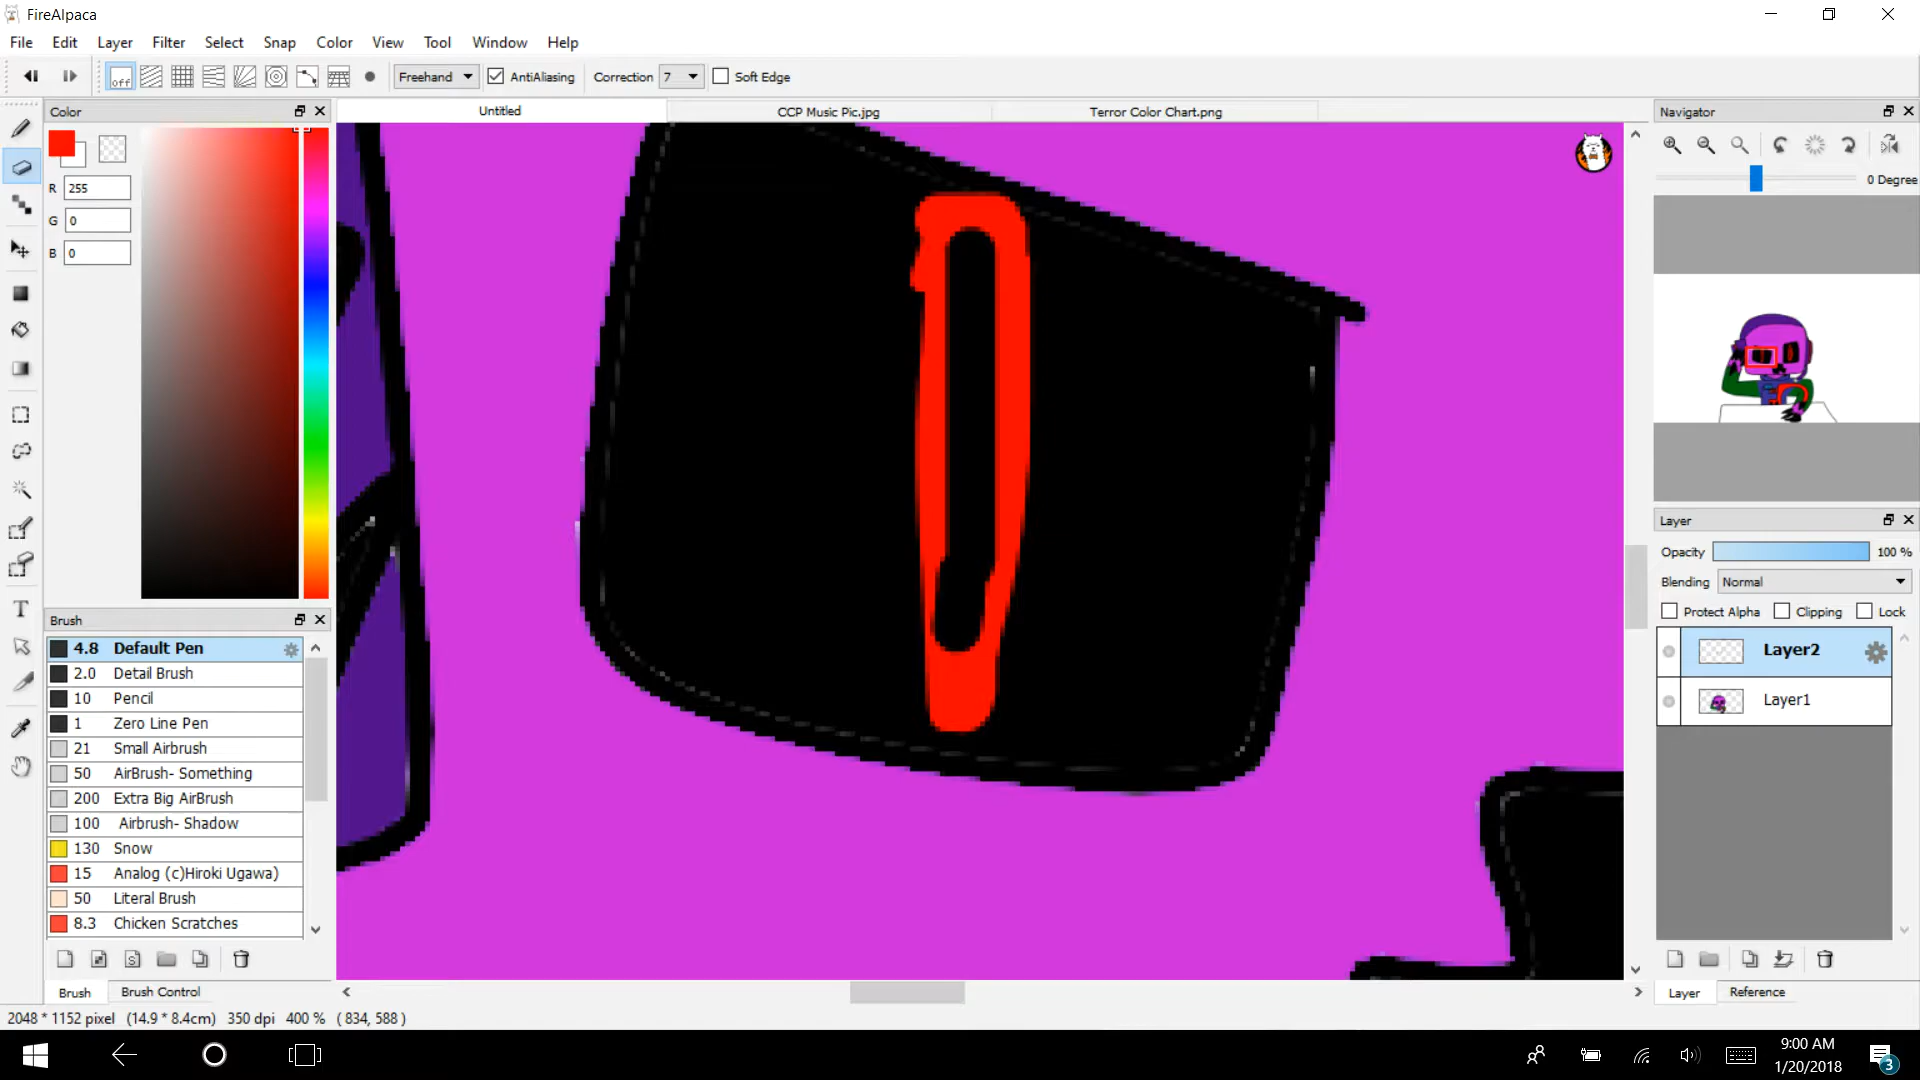 FireAlpaca
File Edit Layer Filter Select Snap Color View Tool Window Help
off Freehand AntiAliasing Correction 7 Soft Edge
Color
Untitled
CCP Music Pic.jpg
Terror Color Chart.png
Navigator
R 255
G 0
B 0
0 Degree
Layer
Opacity 100 %
Blending Normal
Protect Alpha Clipping Lock
Layer2
Layer1
Brush
4.8 Default Pen
2.0 Detail Brush
10 Pencil
1 Zero Line Pen
21 Small Airbrush
50 AirBrush- Something
200 Extra Big AirBrush
100 Airbrush- Shadow
130 Snow
15 Analog (c)Hiroki Ugawa)
50 Literal Brush
8.3 Chicken Scratches
Brush Brush Control
Layer Reference
2048 * 1152 pixel (14.9 * 8.4cm) 350 dpi 400 % ( 834, 588 )
9:00 AM
1/20/2018
3